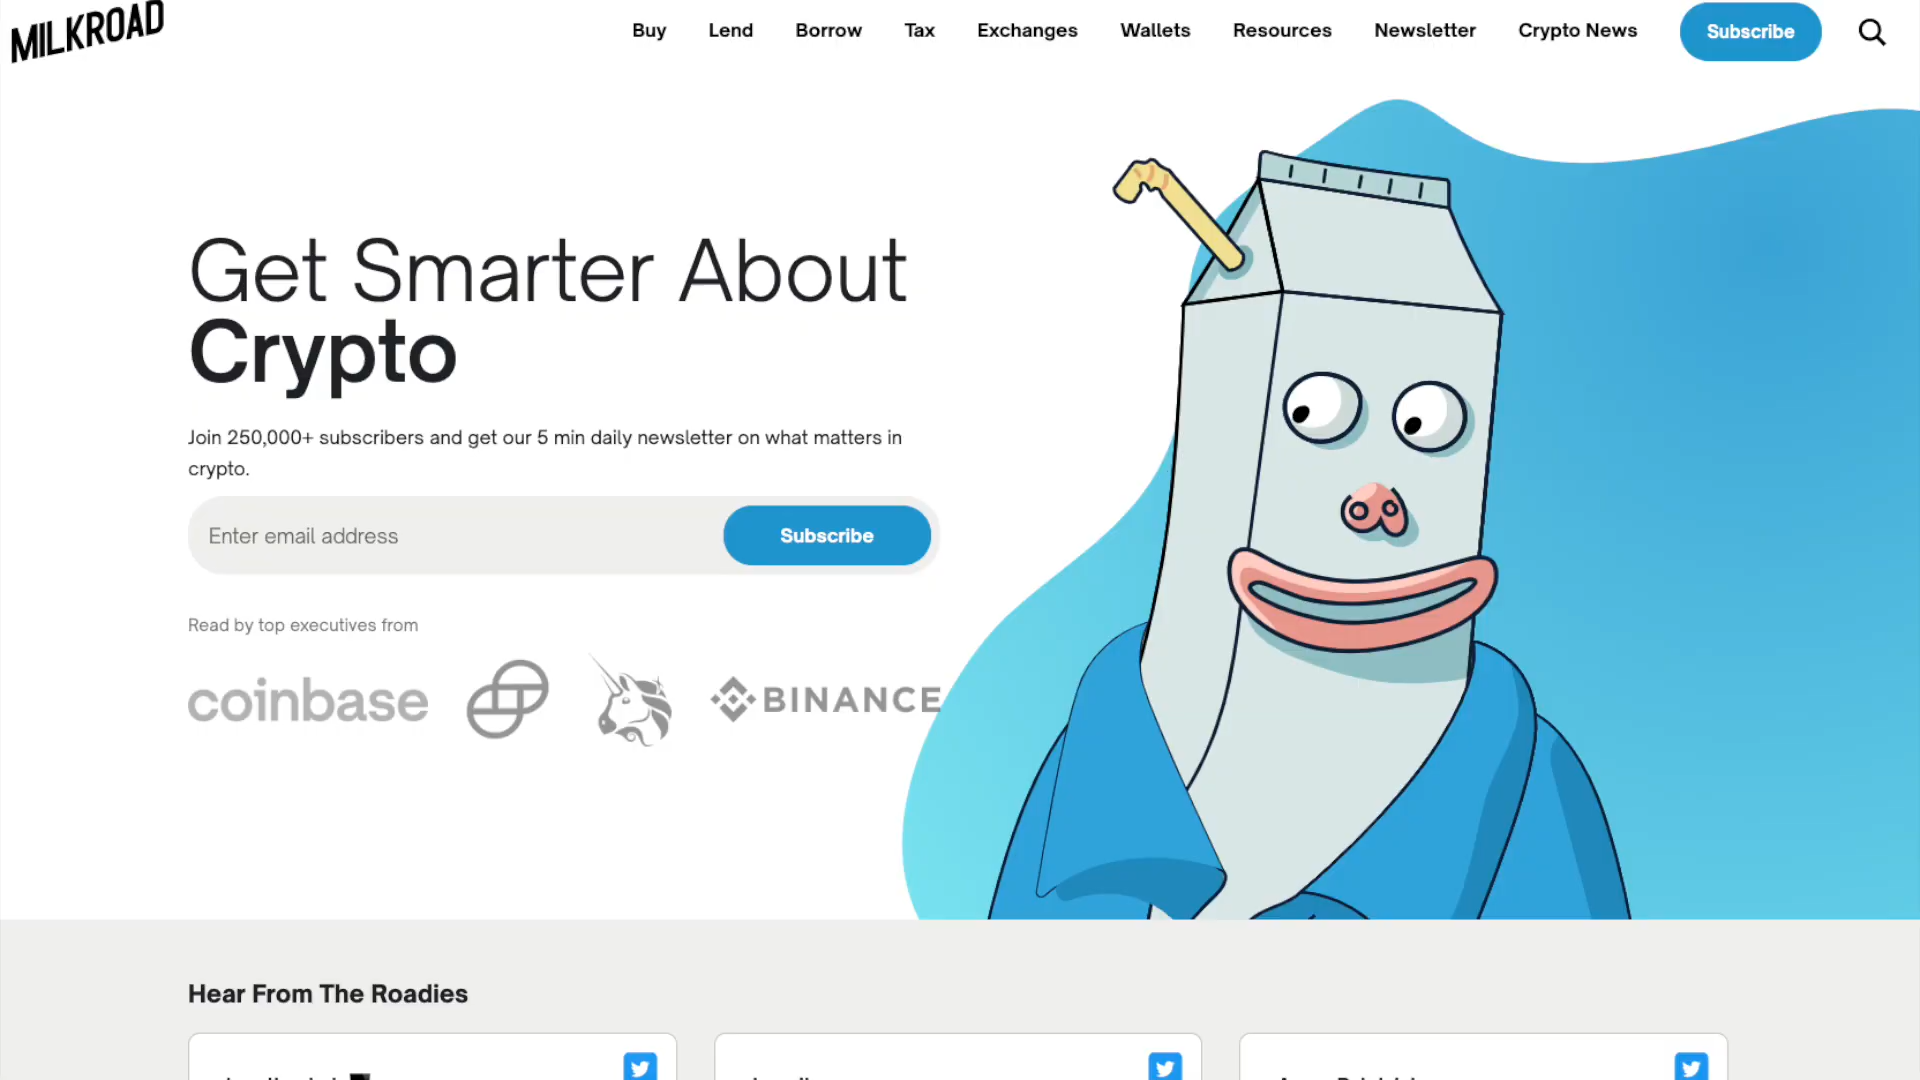 MILKROAD
Buy Lend Borrow Tax Exchanges Wallets Resources Newsletter Crypto News Subscribe
Get Smarter About
Crypto
Join 250,000+ subscribers and get our 5 min daily newsletter on what matters in
crypto.
Enter email address
Subscribe
Read by top executives from
coinbase
BINANCE
Hear From The Roadies